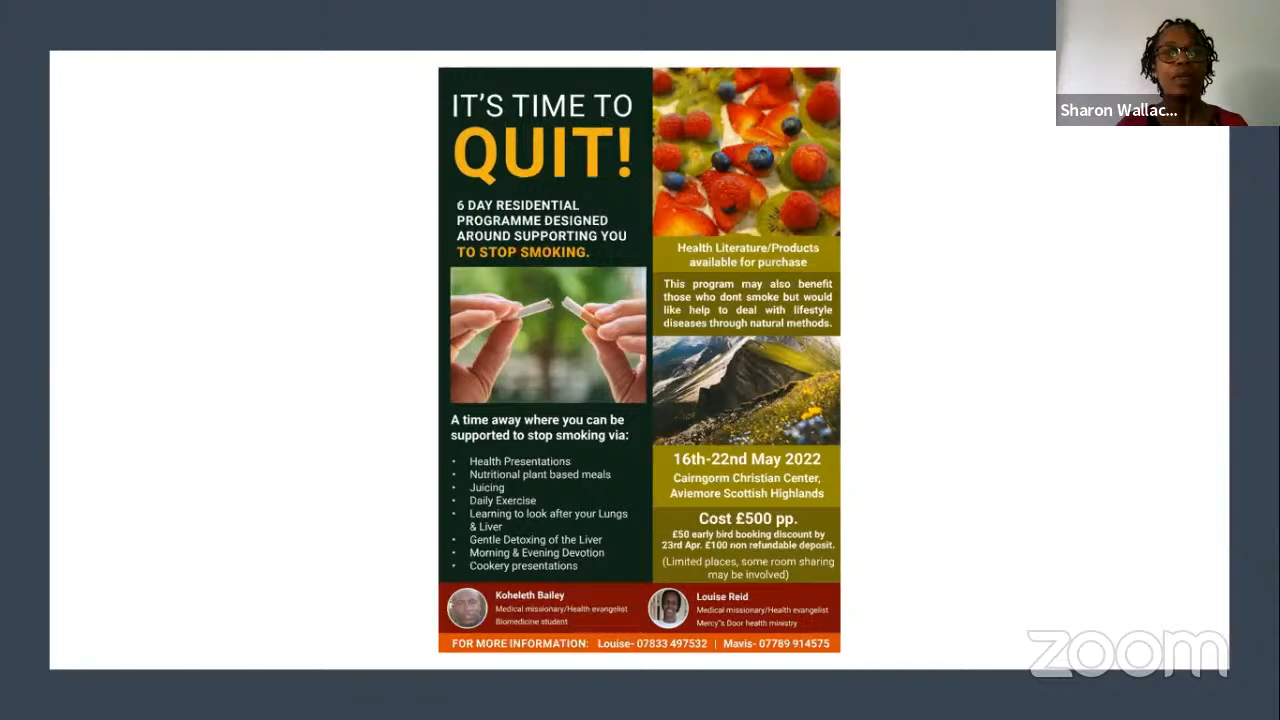 IT'S TIME TO
QUIT!
6 DAY RESIDENTIAL
PROGRAMME DESIGNED
AROUND SUPPORTING YOU
TO STOP SMOKING.
A time away where you can be
supported to stop smoking via:
• Health Presentations
• Nutritional plant based meals
• Juicing
• Daily Exercise
• Learning to look after your Lungs
& Liver
• Gentle Detoxing of the Liver
• Morning & Evening Devotion
• Cookery presentations
Health Literature/Products
available for purchase
This program may also benefit
those who dont smoke but would
like help to deal with lifestyle
diseases through natural methods.
16th-22nd May 2022
Cairngorm Christian Center,
Aviemore Scottish Highlands
Cost £500 pp.
£50 early bird booking discount by
23rd Apr. £100 non refundable deposit.
(Limited places, some room sharing
may be involved)
Koheleth Bailey
Medical missionary/Health evangelist
Biomedicine student
Louise Reid
Medical missionary/Health evangelist
Mercy"s Door health ministry
FOR MORE INFORMATION: Louise- 07833 497532 | Mavis- 07789 914575
Sharon Wallac...
zoom